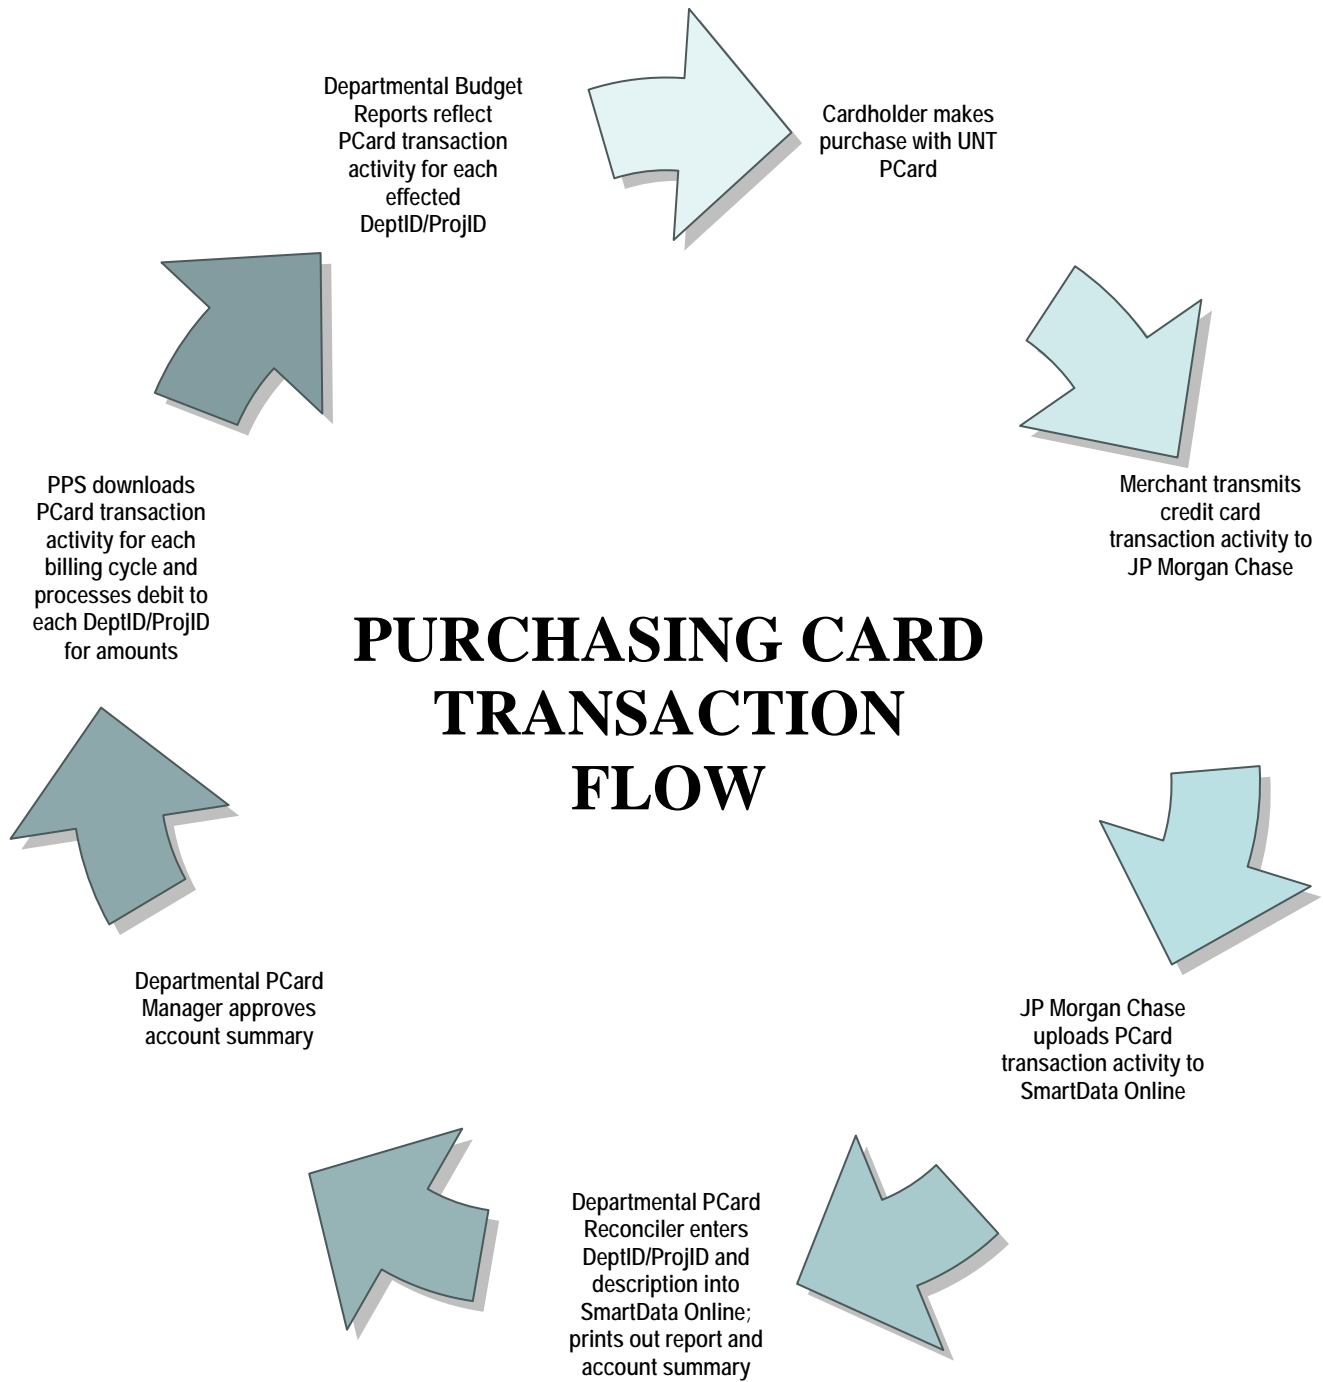 Departmental Budget
Reports reflect
PCard transaction
activity for each
effected
DeptID/ProjID
Cardholder makes
purchase with UNT
PCard
Merchant transmits
credit card
transaction activity to
JP Morgan Chase
PPS downloads
PCard transaction
activity for each
billing cycle and
processes debit to
each DeptID/ProjID
for amounts
PURCHASING CARD
TRANSACTION
FLOW
Departmental PCard
Manager approves
account summary
JP Morgan Chase
uploads PCard
transaction activity to
SmartData Online
Departmental PCard
Reconciler enters
DeptID/ProjID and
description into
SmartData Online;
prints out report and
account summary